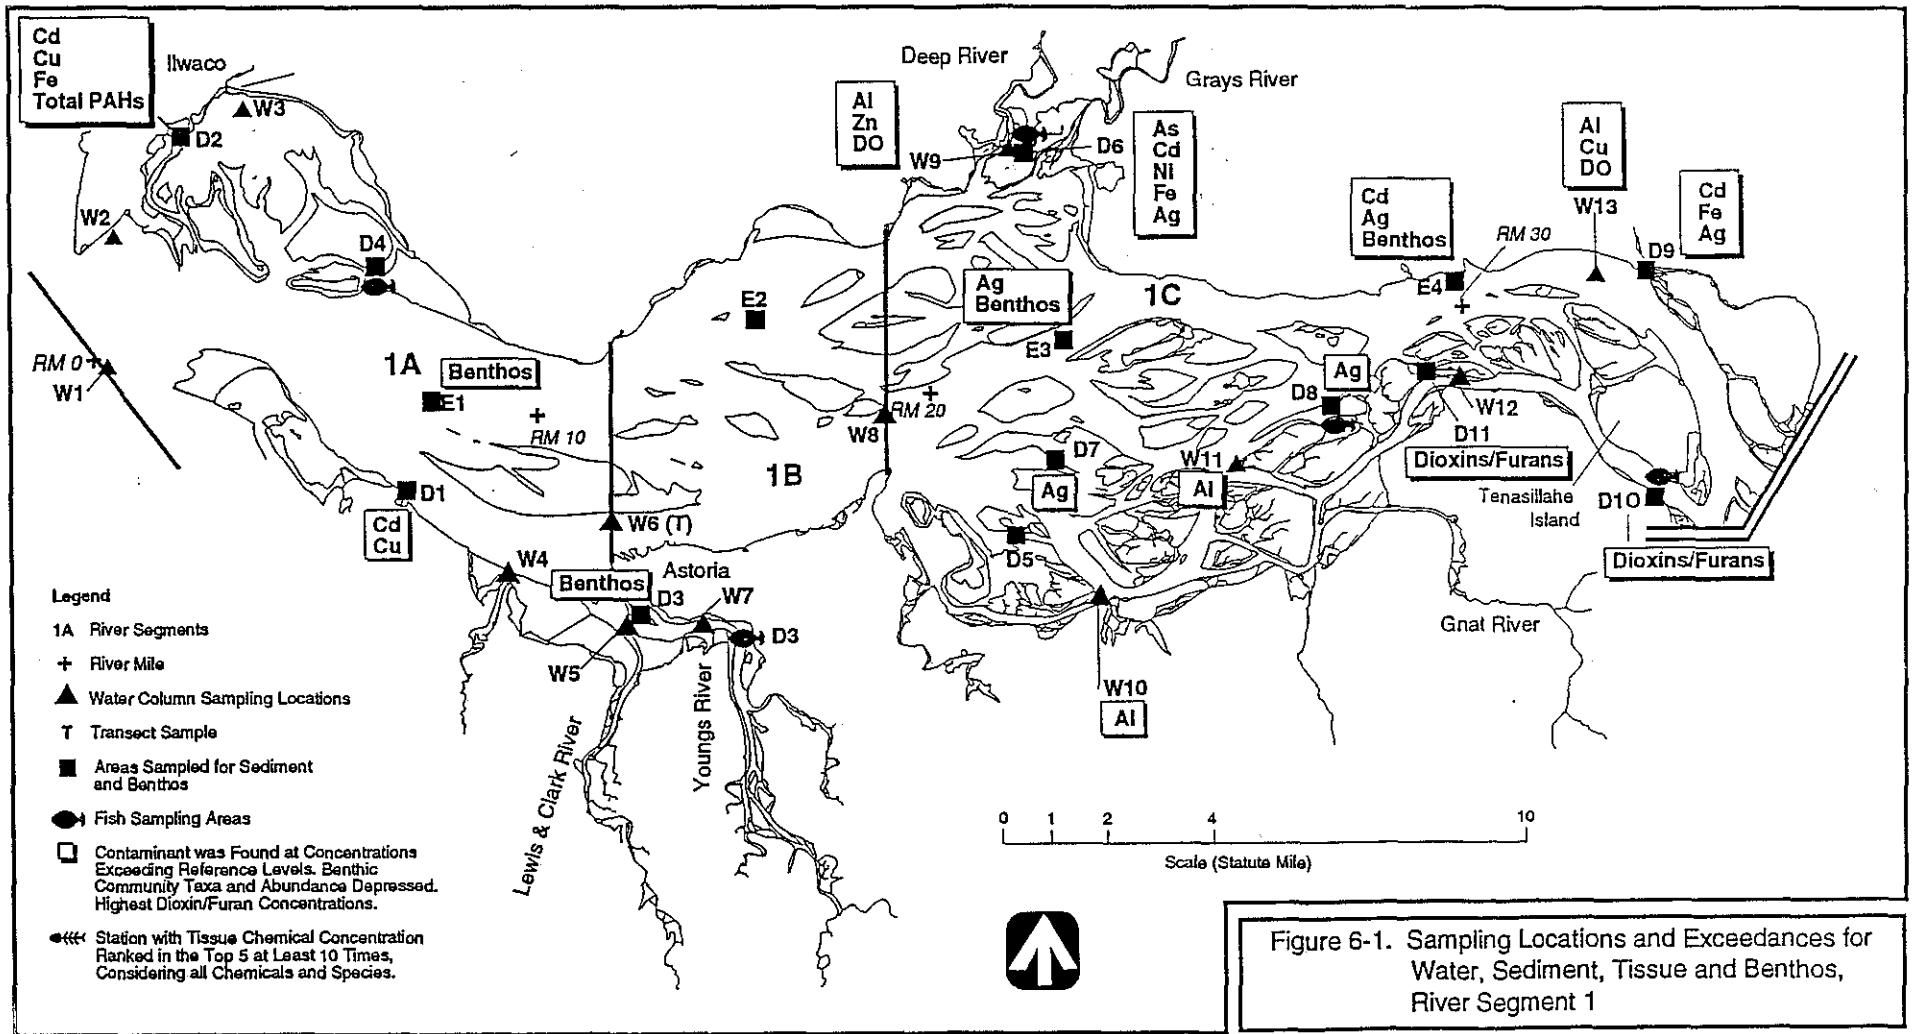 Cd
Cu
Fe
Total PAHs
Ilwaco
W3
D2
W2
D4
Deep River
Grays River
Al
Zn
DO
W9
D6
As
Cd
Ni
Fe
Ag
Al
Cu
DO
W13
Cd
Ag
Benthos
RM 30
E4
Cd
Fe
Ag
D9
E2
Ag
Benthos
1C
E3
RM 0
W1
1A
Benthos
E1
RM 10
RM 20
W8
1B
Ag
D8
W12
D11
Dioxins/Furans
D7
Ag
W11
Al
Tenasillahe
Island
D10
Dioxins/Furans
D1
Cd
Cu
W6 (T)
W4
Benthos
Astoria
D3
W7
D3
W5
D5
W10
Al
Gnat River
Lewis & Clark River
Youngs River
Legend
1A River Segments
+ River Mile
Water Column Sampling Locations
T Transect Sample
Areas Sampled for Sediment
and Benthos
Fish Sampling Areas
Contaminant was Found at Concentrations
Exceeding Reference Levels. Benthic
Community Taxa and Abundance Depressed.
Highest Dioxin/Furan Concentrations.
Station with Tissue Chemical Concentration
Ranked in the Top 5 at Least 10 Times,
Considering all Chemicals and Species.
0 1 2 4 10
Scale (Statute Mile)
Figure 6-1. Sampling Locations and Exceedances for
Water, Sediment, Tissue and Benthos,
River Segment 1